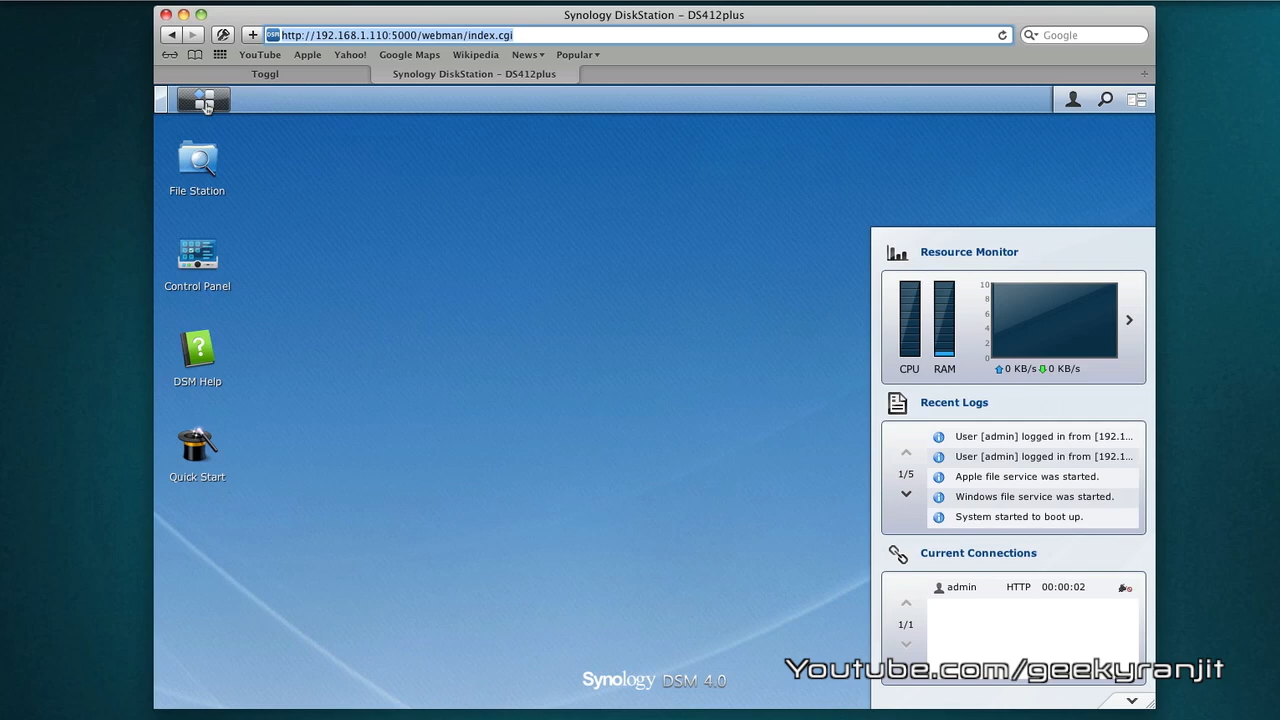 Synology DiskStation – DS412plus
DSM http://192.168.1.110:5000/webman/index.cgi
Google
YouTube Apple Yahoo! Google Maps Wikipedia News Popular
Toggl Synology DiskStation – DS412plus
File Station
Control Panel
DSM Help
Quick Start
Resource Monitor
10
8
6
4
2
0
CPU RAM 0 KB/s 0 KB/s
Recent Logs
User [admin] logged in from [192.1...
User [admin] logged in from [192.1...
1/5
Apple file service was started.
Windows file service was started.
System started to boot up.
Current Connections
admin HTTP 00:00:02
1/1
Synology DSM 4.0
Youtube.com/geekyranjit